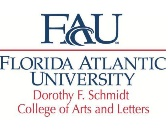 FAU
FLORIDA ATLANTIC
UNIVERSITY
Dorothy F. Schmidt
College of Arts and Letters